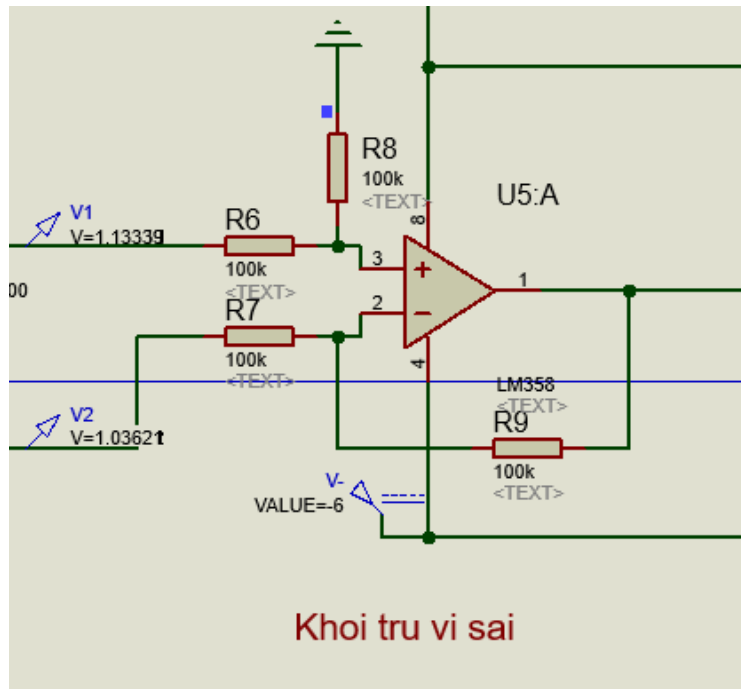 R8
100k
<TEXT>
U5:A
8
V1
V=1.13339
R6
100k
<TEXT>
3
2
1
00
R7
100k
<TEXT>
4
LM358
<TEXT>
V2
V=1.03621
R9
100k
<TEXT>
V-
VALUE=-6
Khoi tru vi sai